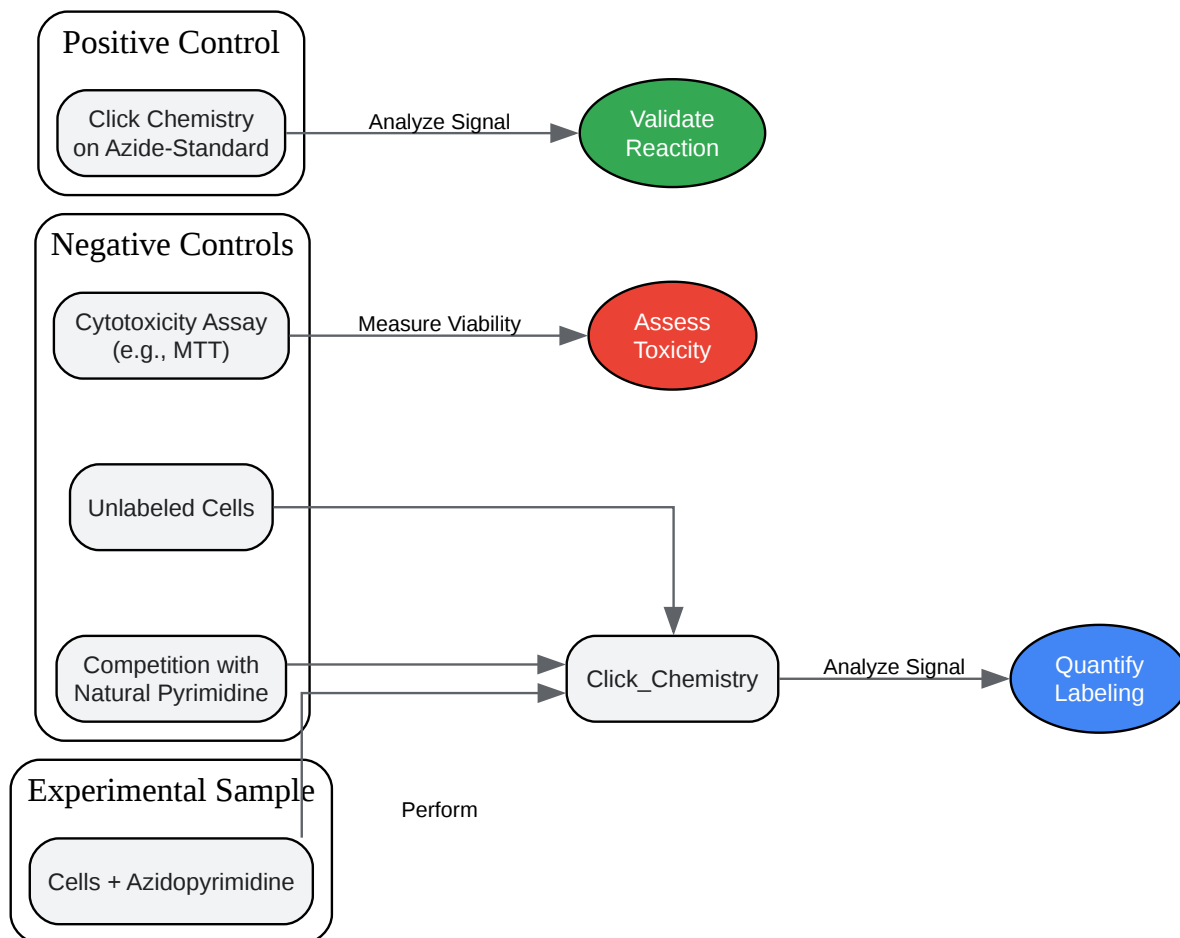 Positive Control
Click Chemistry
on Azide-Standard
Analyze Signal
Validate
Reaction
Negative Controls
Cytotoxicity Assay
(e.g., MTT)
Measure Viability
Assess
Toxicity
Unlabeled Cells
Competition with
Natural Pyrimidine
Click_Chemistry
Analyze Signal
Quantify
Labeling
Experimental Sample
Perform
Cells + Azidopyrimidine